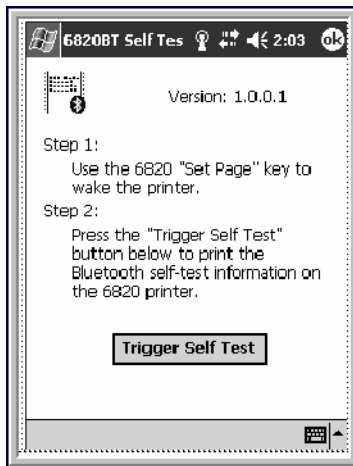 6820BT Self Tes 2:03 ok
Version: 1.0.0.1
Step 1:
Use the 6820 "Set Page" key to
wake the printer.
Step 2:
Press the "Trigger Self Test"
button below to print the
Bluetooth self-test information on
the 6820 printer.
Trigger Self Test